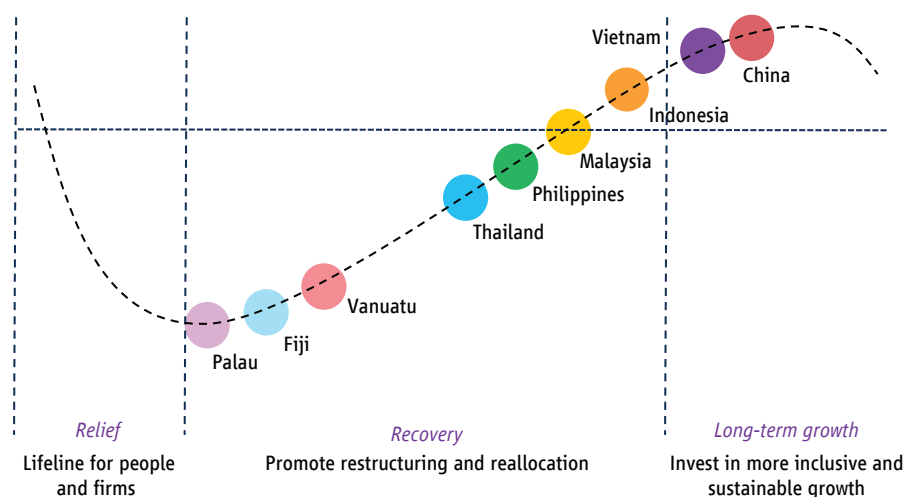 Vietnam
China
Indonesia
Malaysia
Philippines
Thailand
Vanuatu
Fiji
Palau
Relief
Recovery
Long-term growth
Lifeline for people
and firms
Promote restructuring and reallocation
Invest in more inclusive and
sustainable growth